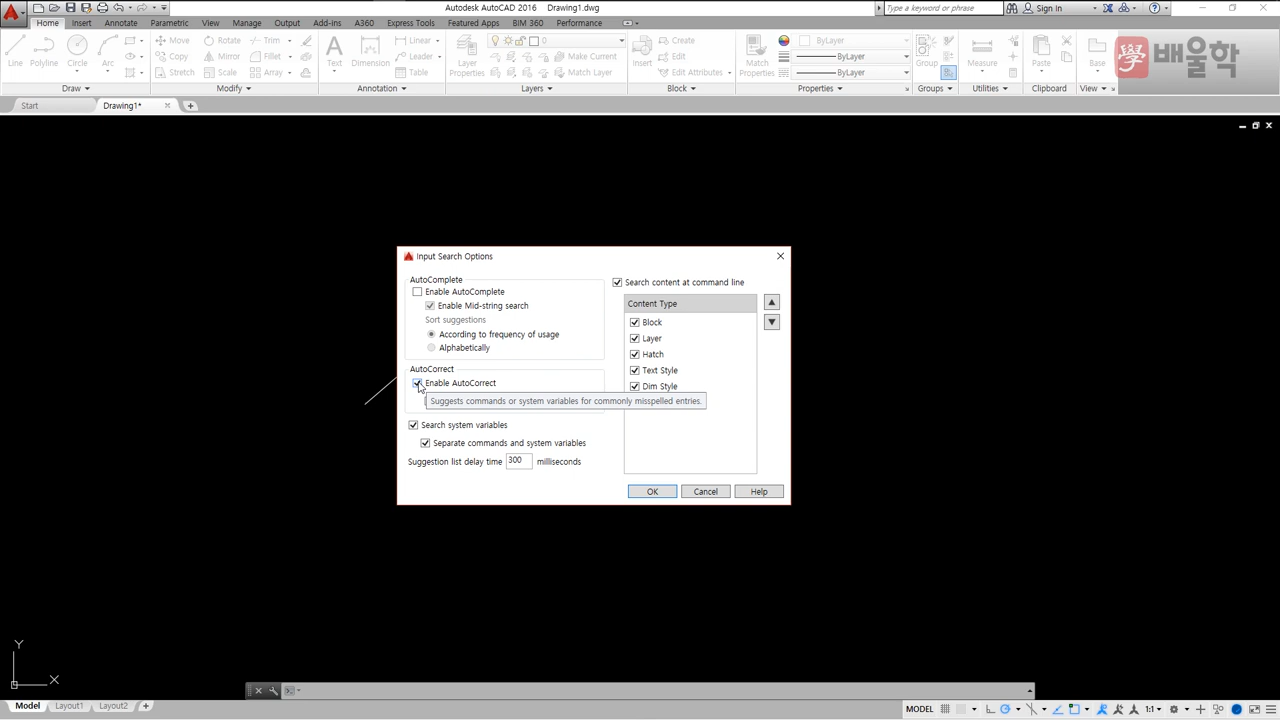 Autodesk AutoCAD 2016 Drawing1.dwg
Type a keyword or phrase
Sign In
Home Insert Annotate Parametric View Manage Output Add-ins A360 Express Tools Featured Apps BIM 360 Performance
Line Polyline Circle Arc
Move Rotate Trim
Copy Mirror Fillet
Stretch Scale Array
Text Dimension
Linear
Leader
Table
Layer Properties
0
Make Current
Match Layer
Insert
Create
Edit
Edit Attributes
Match Properties
ByLayer
ByLayer
ByLayer
Group
Measure
Paste
Base
學 배울학
Draw Modify Annotation Layers Block Properties Groups Utilities Clipboard View
Start Drawing1*
Input Search Options
AutoComplete
Enable AutoComplete
Enable Mid-string search
Sort suggestions
According to frequency of usage
Alphabetically
AutoCorrect
Enable AutoCorrect
Suggests commands or system variables for commonly misspelled entries.
Search system variables
Separate commands and system variables
Suggestion list delay time 300 milliseconds
Search content at command line
Content Type
Block
Layer
Hatch
Text Style
Dim Style
OK Cancel Help
Y
X
Model Layout1 Layout2
MODEL
1:1